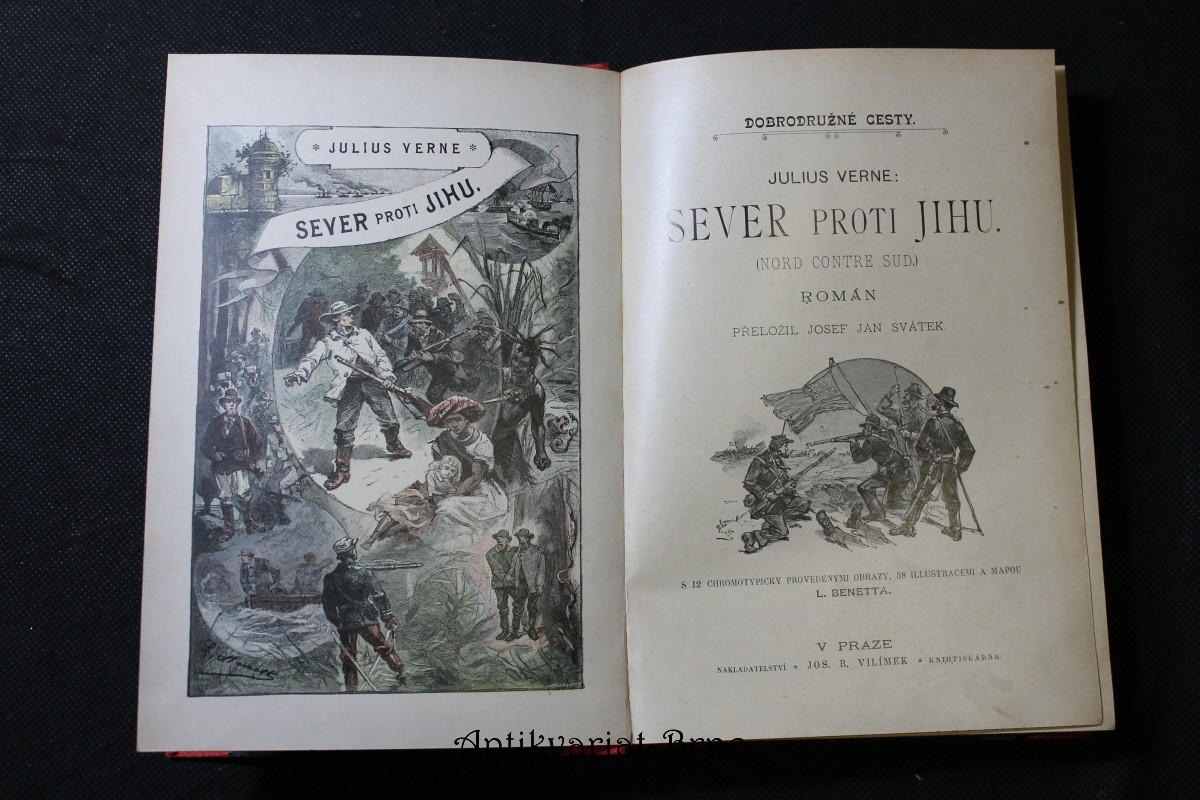 * JULIUS VERNE *
SEVER PROTI JIHU.
DOBRODRUŽNÉ CESTY.
JULIUS VERNE:
SEVER PROTI JIHU.
(NORD CONTRE SUD.)
ROMÁN
PŘELOŽIL JOSEF JAN SVÁTEK.
S 12 CHROMOTYPICKY PROVEDENÝMI OBRAZY, 58 ILLUSTRACEMI A MAPOU
L. BENETTA.
V PRAZE
NAKLADATELSTVÍ * JOS. R. VILÍMEK * KNIHTISKÁRNA.
Antikvariat Brno